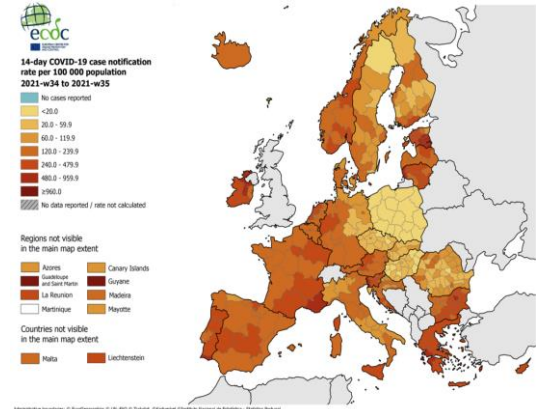 ecdc
14-day COVID-19 case notification
rate per 100 000 population
2021-w34 to 2021-w35
No cases reported
<20.0
20.0 - 59.9
60.0 - 119.9
120.0 - 239.9
240.0 - 479.9
480.0 - 959.9
≥960.0
No data reported / rate not calculated
Regions not visible
in the main map extent
Azores
Canary Islands
Guadeloupe
and Saint Martin
Guyane
La Reunion
Madeira
Martinique
Mayotte
Countries not visible
in the main map extent
Malta
Liechtenstein